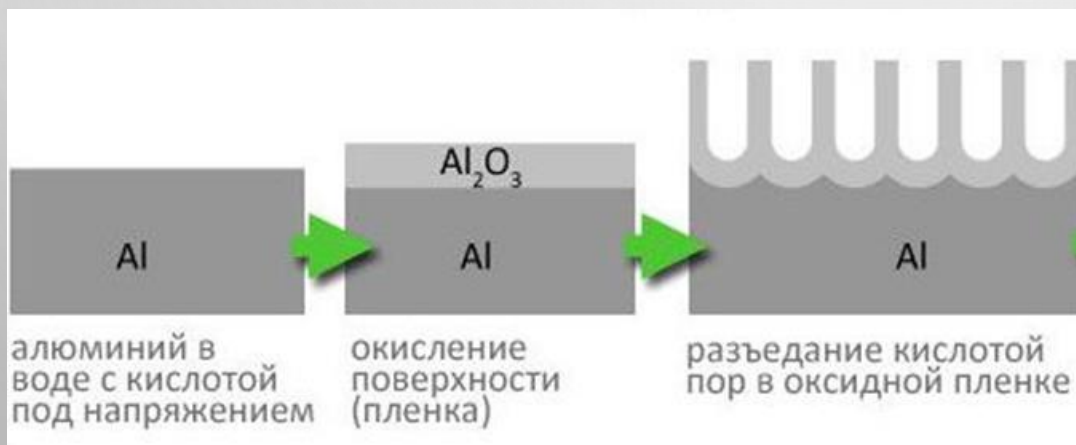 Al
Al₂O₃
Al
Al
алюминий в
воде с кислотой
под напряжением
окисление
поверхности
(пленка)
разъедание кислотой
пор в оксидной пленке